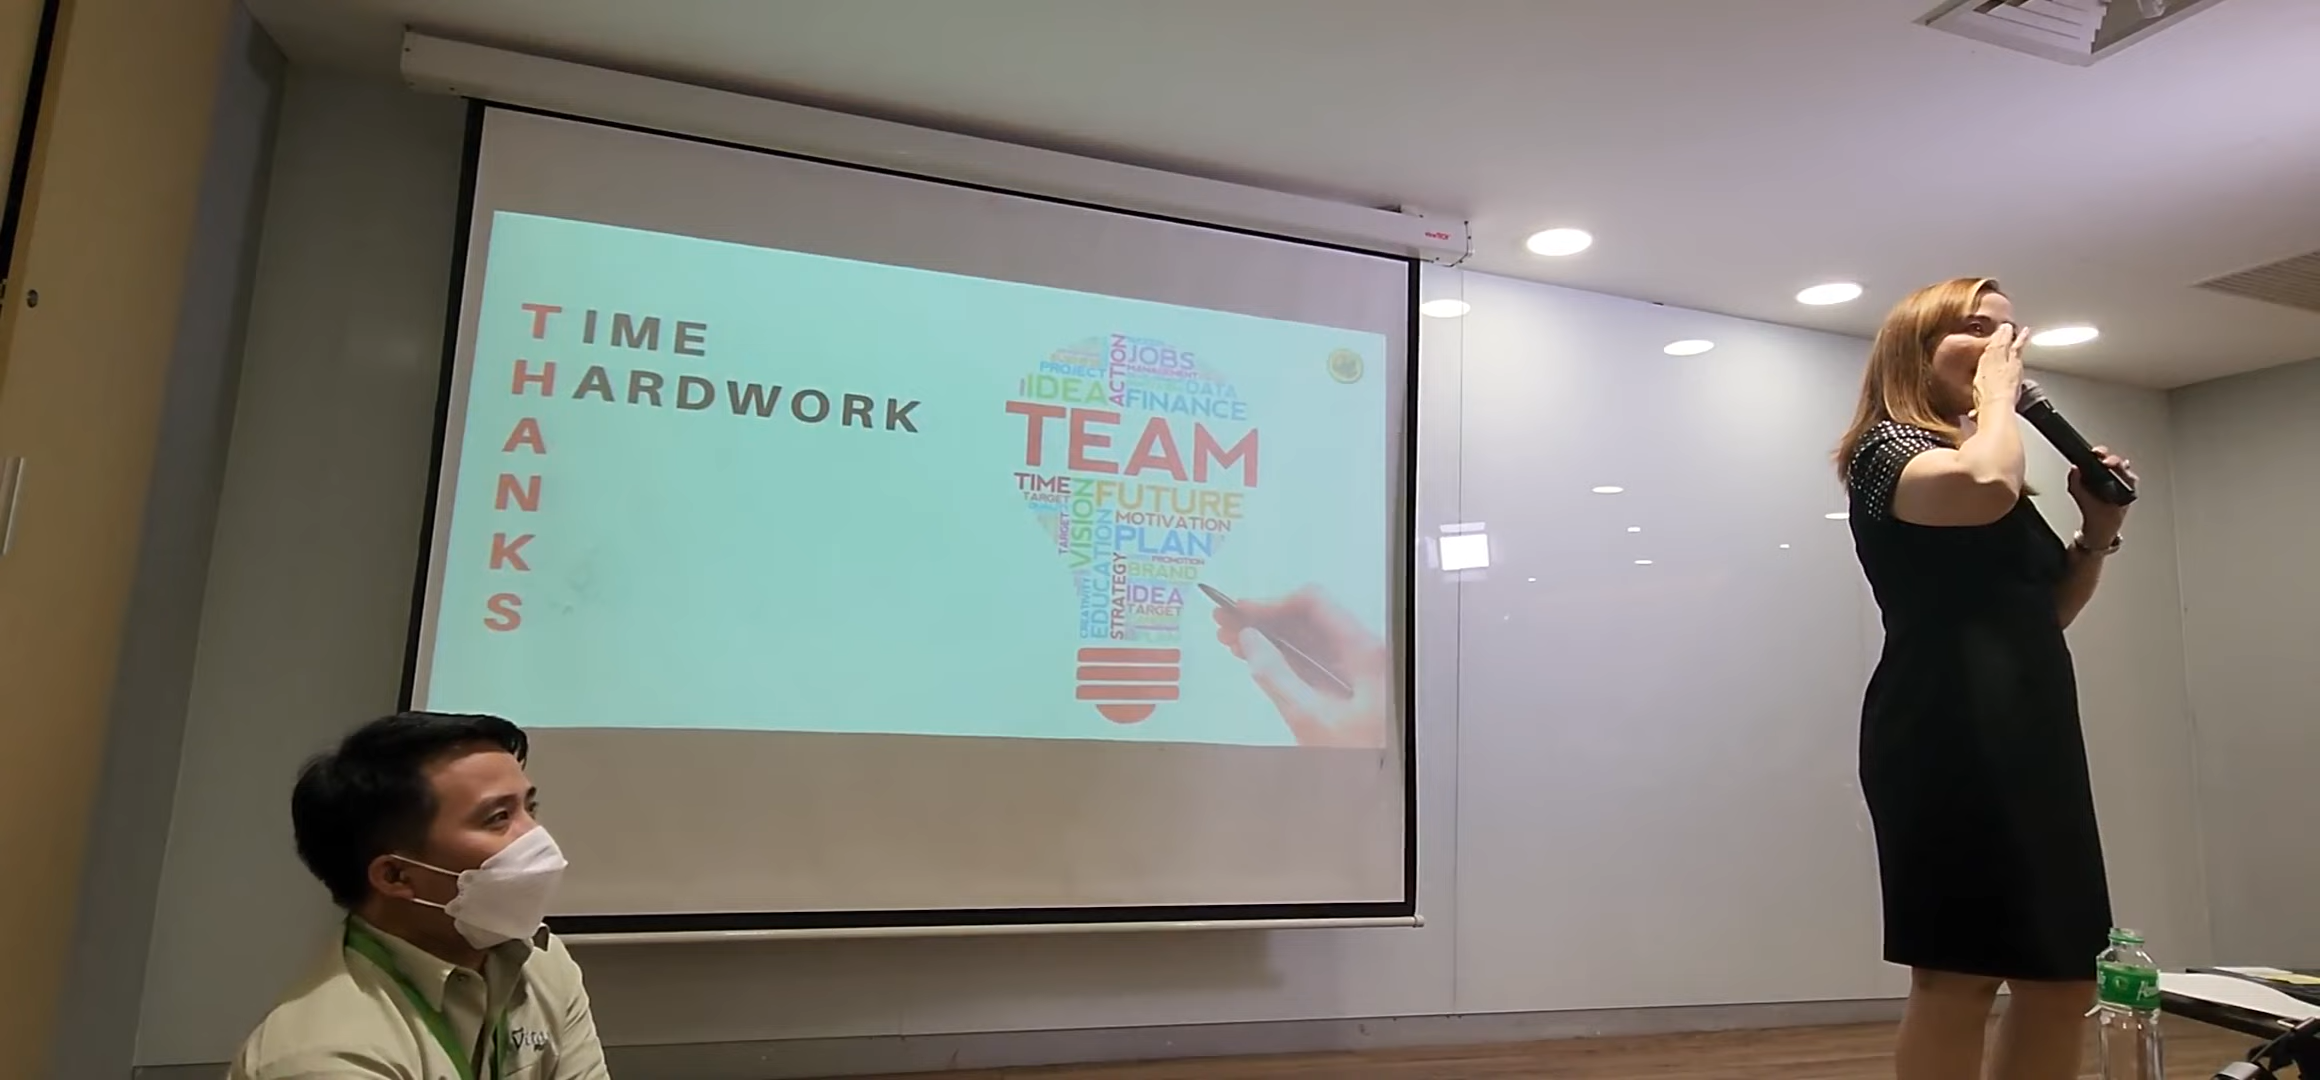 TIME
HARDWORK
A
N
K
S
JOBS
MANAGEMENT
PROJECT
ACTION
IDEA
DATA
FINANCE
TEAM
TIME
TARGET
FUTURE
VISION
TARGET
MOTIVATION
PLAN
EDUCATION
PROMOTION
BRAND
STRATEGY
CREATIVITY
IDEA
TARGET